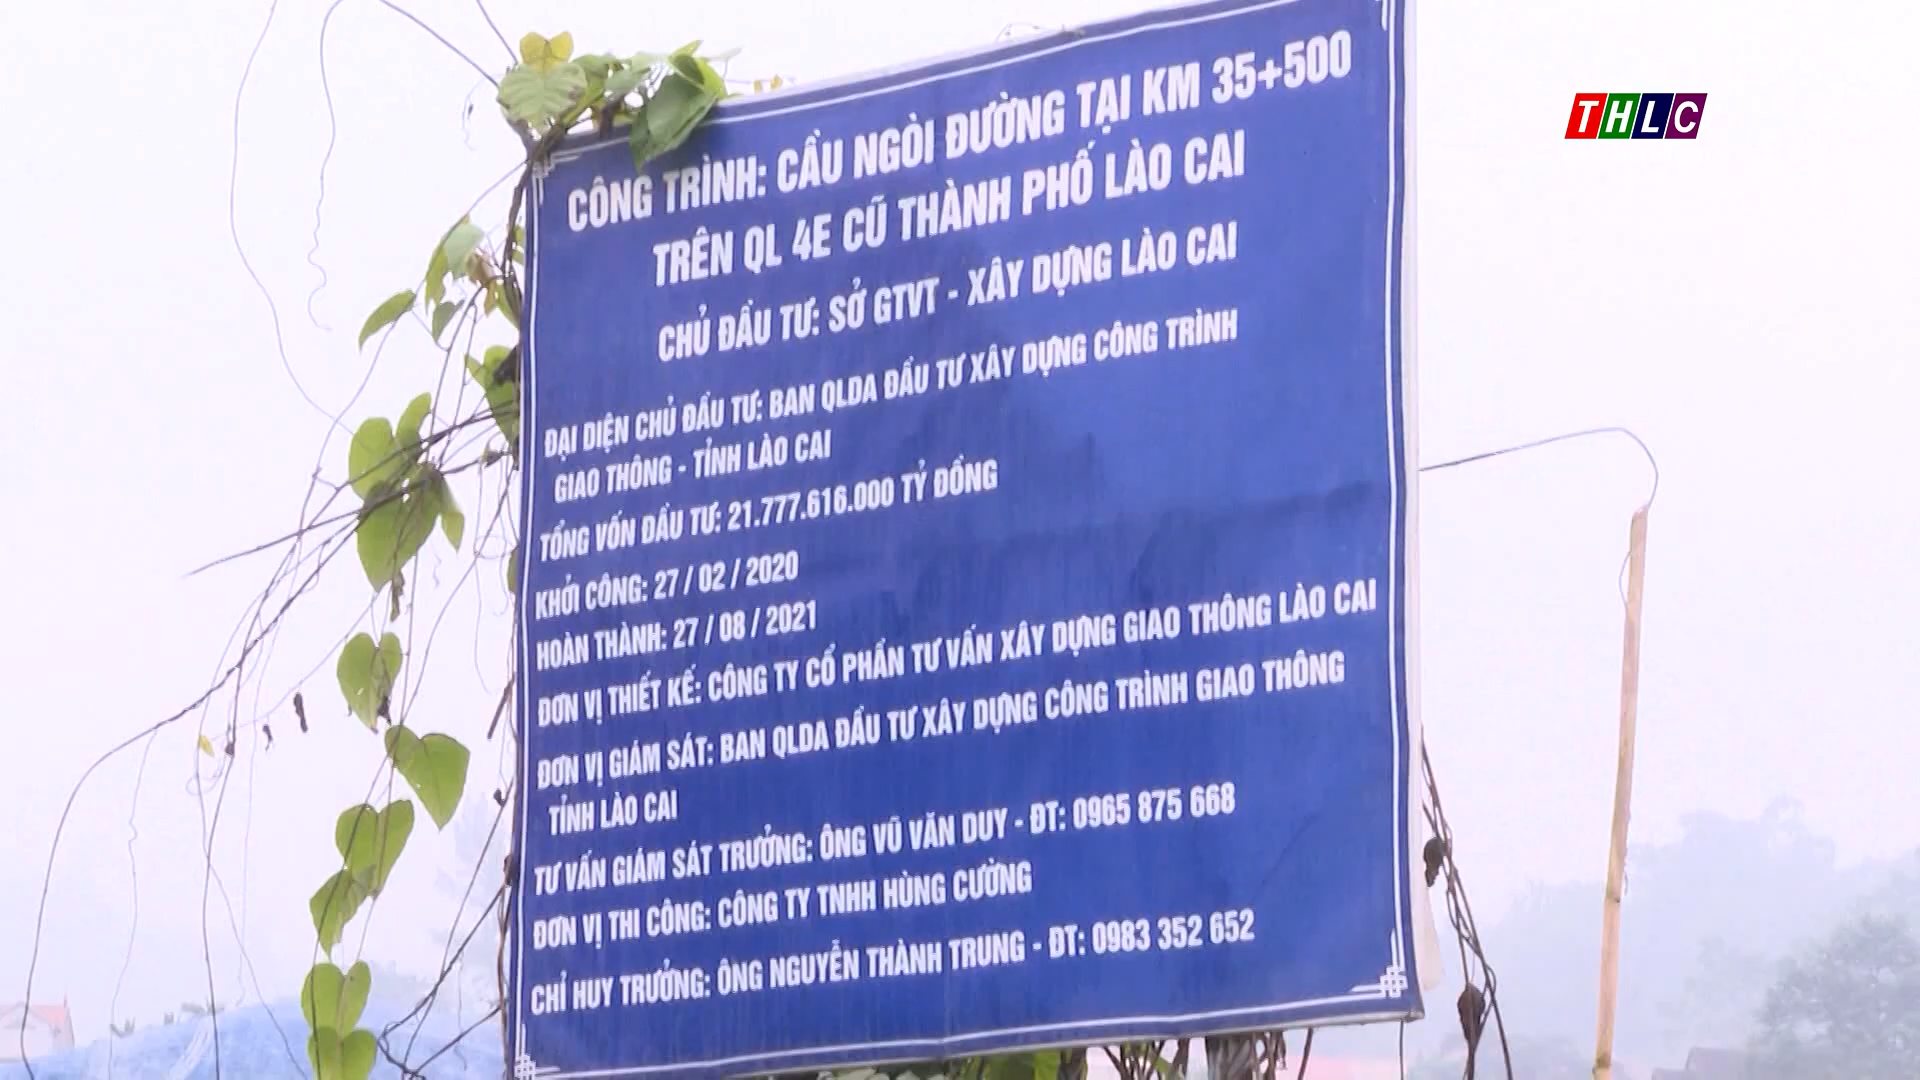 THLC
CÔNG TRÌNH: CẦU NGÒI ĐƯỜNG TẠI KM 35+500
TRÊN QL 4E CŨ THÀNH PHỐ LÀO CAI
CHỦ ĐẦU TƯ: SỞ GTVT - XÂY DỰNG LÀO CAI
ĐẠI DIỆN CHỦ ĐẦU TƯ: BAN QLDA ĐẦU TƯ XÂY DỰNG CÔNG TRÌNH
GIAO THÔNG - TỈNH LÀO CAI
TỔNG VỐN ĐẦU TƯ: 21.777.616.000 TỶ ĐỒNG
KHỞI CÔNG: 27 / 02 / 2020
HOÀN THÀNH: 27 / 08 / 2021
ĐƠN VỊ THIẾT KẾ: CÔNG TY CỔ PHẦN TƯ VẤN XÂY DỰNG GIAO THÔNG LÀO CAI
ĐƠN VỊ GIÁM SÁT: BAN QLDA ĐẦU TƯ XÂY DỰNG CÔNG TRÌNH GIAO THÔNG
TỈNH LÀO CAI
TƯ VẤN GIÁM SÁT TRƯỞNG: ÔNG VŨ VĂN DUY - ĐT: 0965 875 668
ĐƠN VỊ THI CÔNG: CÔNG TY TNHH HÙNG CƯỜNG
CHỈ HUY TRƯỞNG: ÔNG NGUYỄN THÀNH TRUNG - ĐT: 0983 352 652